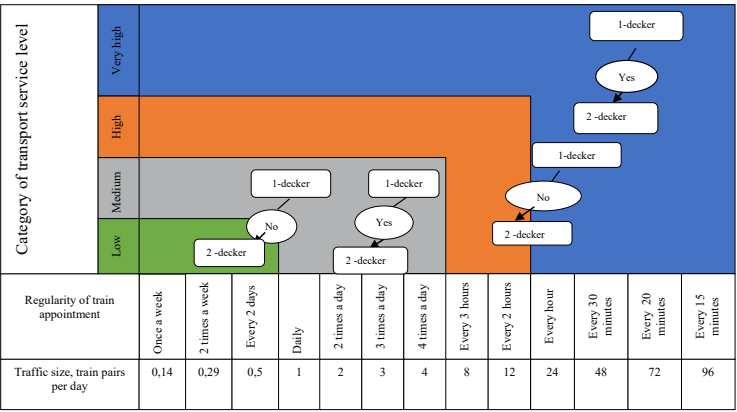 Category of transport service level
Very high
High
Medium
Low
1-decker
Yes
2 -decker
1-decker
No
2 -decker
1-decker
No
2 -decker
1-decker
Yes
2 -decker
Regularity of train
appointment
Once a week
2 times a week
Every 2 days
Daily
2 times a day
3 times a day
4 times a day
Every 3 hours
Every 2 hours
Every hour
Every 30
minutes
Every 20
minutes
Every 15
minutes
Traffic size, train pairs
per day
0,14
0,29
0,5
1
2
3
4
8
12
24
48
72
96